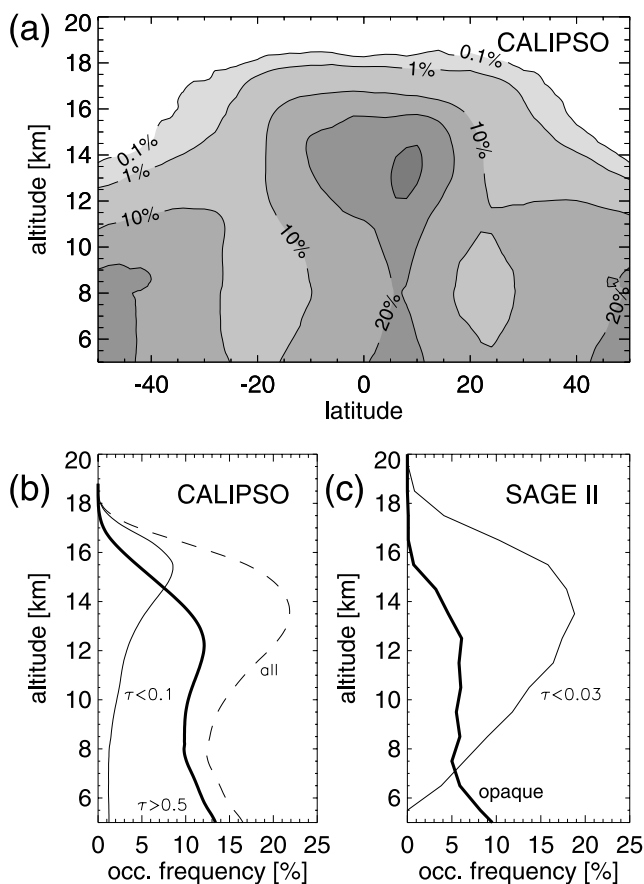 (a)
CALIPSO
altitude [km]
20
18
16
14
12
10
8
6
0.1%
1%
10%
0.1%
1%
10%
10%
20%
20%
-40 -20 0 20 40
latitude
(b)
CALIPSO
altitude [km]
20
18
16
14
12
10
8
6
all
τ<0.1
τ>0.5
0 5 10 15 20 25
occ. frequency [%]
(c)
SAGE II
altitude [km]
20
18
16
14
12
10
8
6
τ<0.03
opaque
0 5 10 15 20 25
occ. frequency [%]